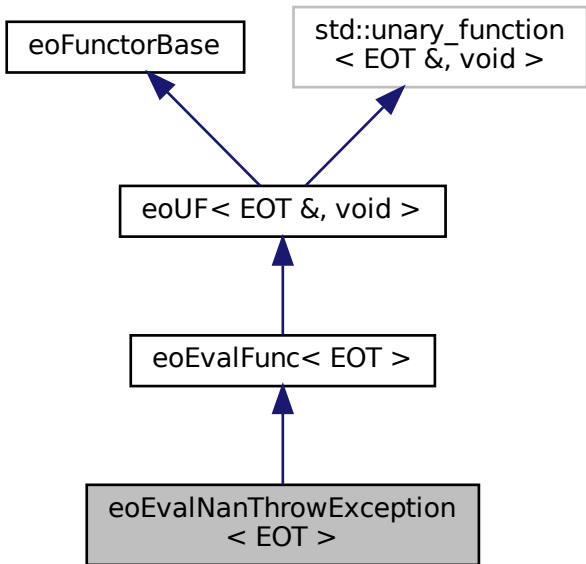 eoFunctorBase
std::unary_function
< EOT &, void >
eoUF< EOT &, void >
eoEvalFunc< EOT >
eoEvalNanThrowException
< EOT >